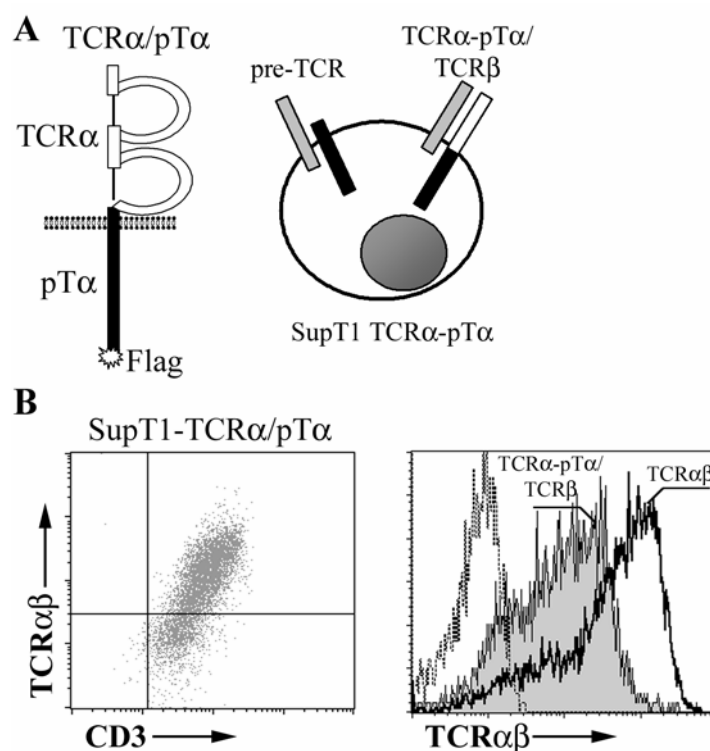 A
TCRα/pTα
TCRα
pTα
Flag
pre-TCR
TCRα-pTα/
TCRβ
SupT1 TCRα-pTα
B
SupT1-TCRα/pTα
TCRαβ
CD3
TCRα-pTα/
TCRβ
TCRαβ
TCRαβ